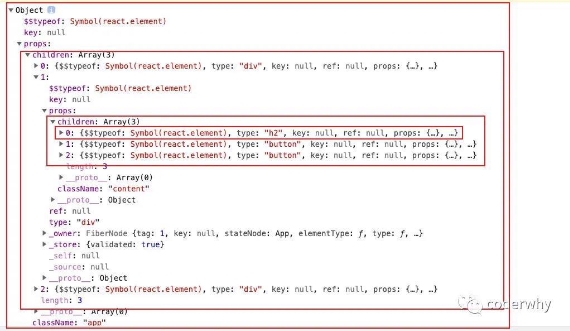 ▼Object i
$$typeof: Symbol(react.element)
key: null
▼props:
▼children: Array(3)
▶0: {$$typeof: Symbol(react.element), type: "div", key: null, ref: null, props: {…}, …}
▼1:
$$typeof: Symbol(react.element)
key: null
▼props:
▼children: Array(3)
▶0: {$$typeof: Symbol(react.element), type: "h2", key: null, ref: null, props: {…}, …}
▶1: {$$typeof: Symbol(react.element), type: "button", key: null, ref: null, props: {…}, …}
▶2: {$$typeof: Symbol(react.element), type: "button", key: null, ref: null, props: {…}, …}
length: 3
▶__proto__: Array(0)
className: "content"
▶__proto__: Object
ref: null
type: "div"
▶_owner: FiberNode {tag: 1, key: null, stateNode: App, elementType: ƒ, type: ƒ, …}
▶_store: {validated: true}
_self: null
_source: null
▶__proto__: Object
▶2: {$$typeof: Symbol(react.element), type: "div", key: null, ref: null, props: {…}, …}
length: 3
▶__proto__: Array(0)
className: "app"
coderwhy